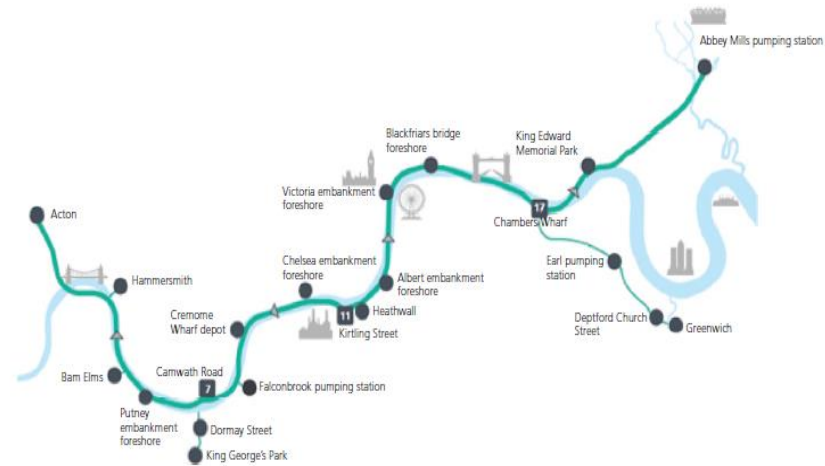 Abbey Mills pumping station
Blackfriars bridge
foreshore
King Edward
Memorial Park
Victoria embankment
foreshore
17
Chambers Wharf
Acton
Chelsea embankment
foreshore
Earl pumping
station
Hammersmith
Albert embankment
foreshore
Cremorne
Wharf depot
Heathwall
11
Kirtling Street
Deptford Church
Street
Greenwich
Barn Elms
Carnwath Road
7
Falconbrook pumping station
Putney
embankment
foreshore
Dormay Street
King George's Park